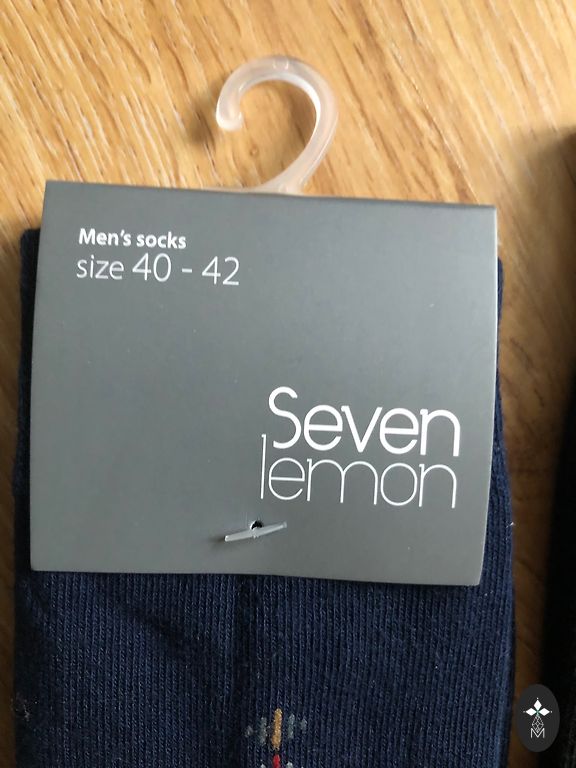 Men's socks
size 40 - 42
Seven
lemon